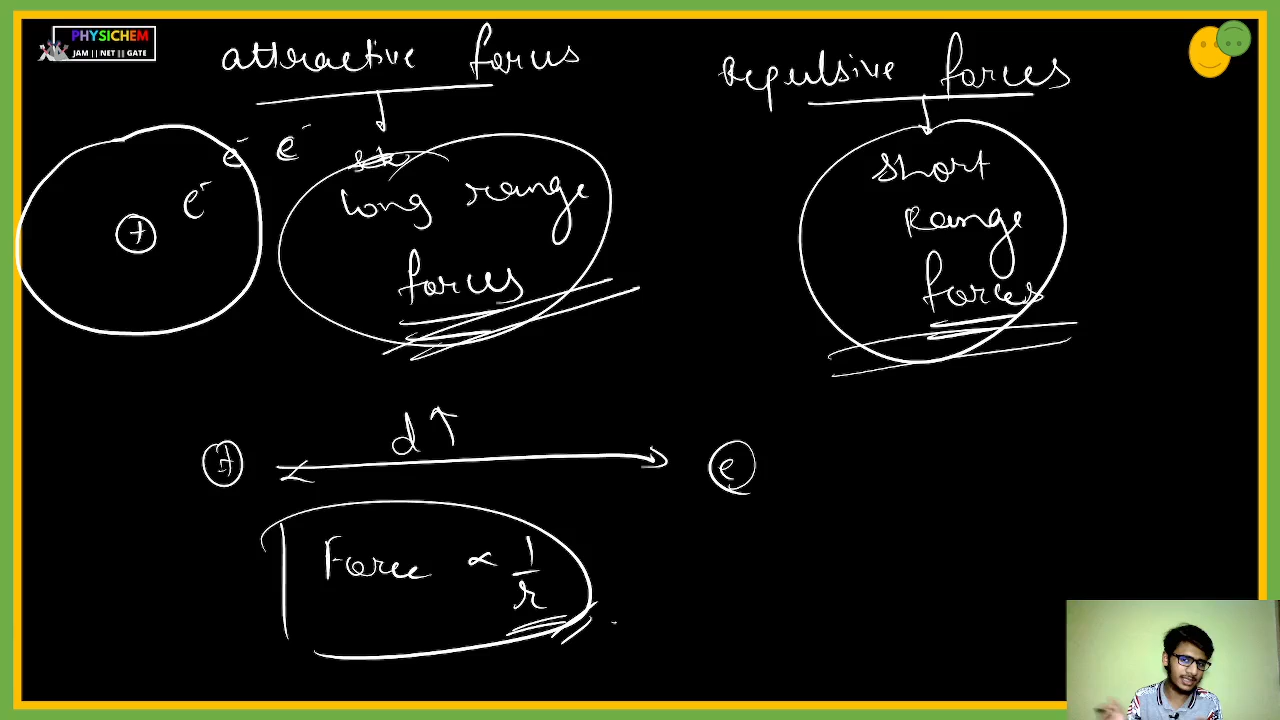 PHYSICHEM
JAM || NET || GATE
attractive forces
repulsive forces
e⁻ e⁻
e⁻
+
long range
forces
short
Range
forces
d↑
+
e
Force ∝ 1/r